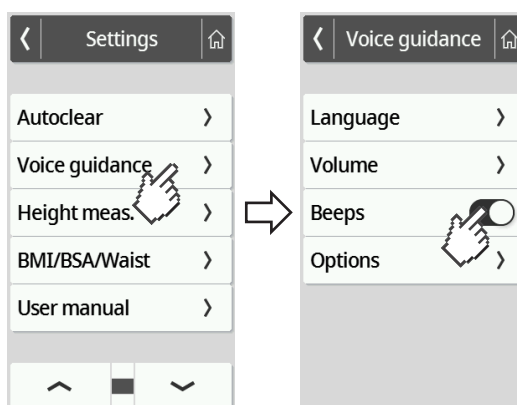 Settings
Autoclear
Voice guidance
Height meas.
BMI/BSA/Waist
User manual
Voice guidance
Language
Volume
Beeps
Options